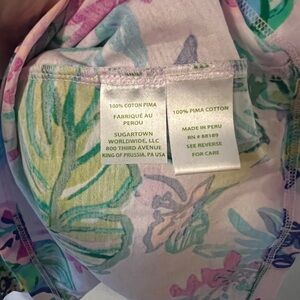 100% COTTON PIMA
FABRIQUÉ AU
PEROU
SUGARTOWN
WORLDWIDE, LLC
800 THIRD AVENUE
KING OF PRUSSIA, PA USA
100% PIMA COTTON
MADE IN PERU
RN # 88189
SEE REVERSE
FOR CARE